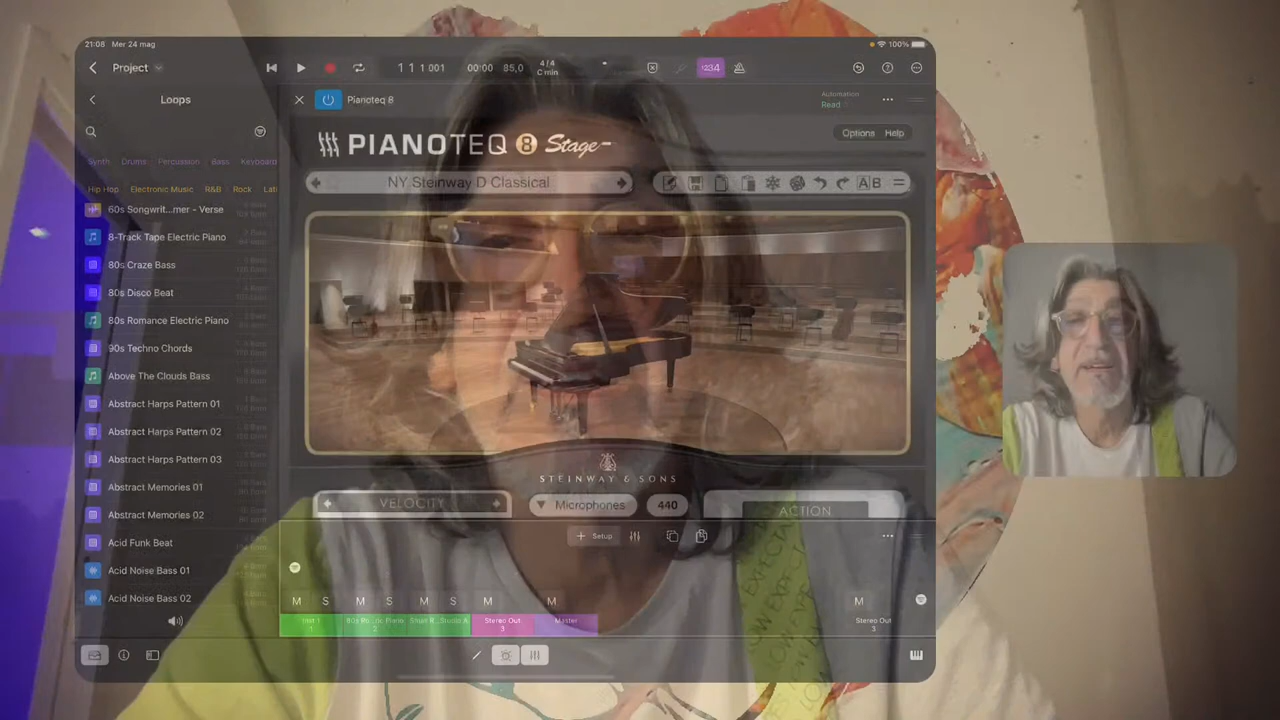 21:08 Mer 24 mag
100%
Project
1 1 1 001
00:00
85,0
4/4
C min
1234
Loops
Pianoteq 8
Automation
Read
PIANOTEQ 8 Stage
Options
Help
Synth
Drums
Percussion
Bass
Keyboard
NY Steinway D Classical
A B
Hip Hop
Electronic Music
R&B
Rock
Lati
60s Songwrit...mer - Verse
8-Track Tape Electric Piano
80s Craze Bass
80s Disco Beat
80s Romance Electric Piano
90s Techno Chords
Above The Clouds Bass
Abstract Harps Pattern 01
Abstract Harps Pattern 02
Abstract Harps Pattern 03
Abstract Memories 01
Abstract Memories 02
Acid Funk Beat
Acid Noise Bass 01
Acid Noise Bass 02
STEINWAY & SONS
VELOCITY
Microphones
440
ACTION
Setup
M S M S M S M M M
1
2
Stereo Out
3
Master
Stereo Out
3